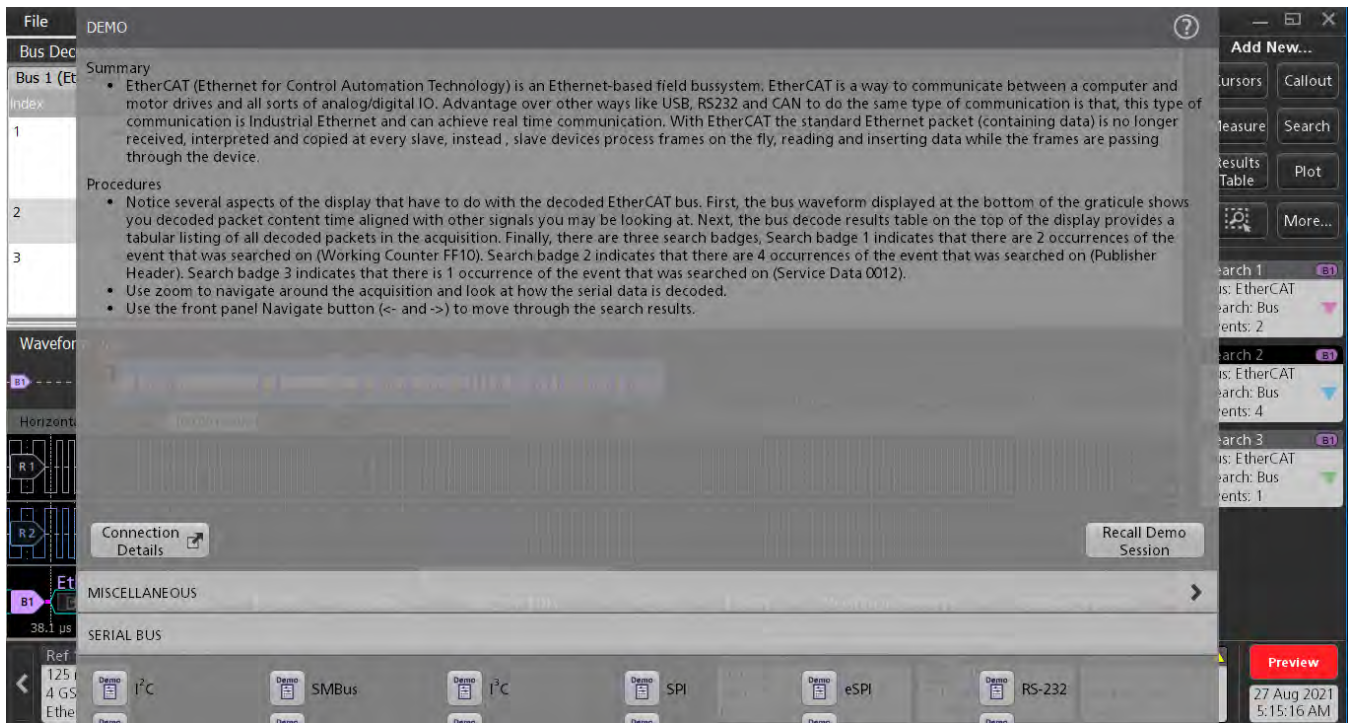 File
DEMO
Bus Dec
Bus 1 (Et
Index
1
2
3
Summary
• EtherCAT (Ethernet for Control Automation Technology) is an Ethernet-based field bussystem. EtherCAT is a way to communicate between a computer and
motor drives and all sorts of analog/digital IO. Advantage over other ways like USB, RS232 and CAN to do the same type of communication is that, this type of
communication is Industrial Ethernet and can achieve real time communication. With EtherCAT the standard Ethernet packet (containing data) is no longer
received, interpreted and copied at every slave, instead , slave devices process frames on the fly, reading and inserting data while the frames are passing
through the device.
Procedures
• Notice several aspects of the display that have to do with the decoded EtherCAT bus. First, the bus waveform displayed at the bottom of the graticule shows
you decoded packet content time aligned with other signals you may be looking at. Next, the bus decode results table on the top of the display provides a
tabular listing of all decoded packets in the acquisition. Finally, there are three search badges, Search badge 1 indicates that there are 2 occurrences of the
event that was searched on (Working Counter FF10). Search badge 2 indicates that there are 4 occurrences of the event that was searched on (Publisher
Header). Search badge 3 indicates that there is 1 occurrence of the event that was searched on (Service Data 0012).
• Use zoom to navigate around the acquisition and look at how the serial data is decoded.
• Use the front panel Navigate button (<- and ->) to move through the search results.
Add New...
ursors
Callout
easure
Search
Results
Table
Plot
More...
earch 1
B1
us: EtherCAT
earch: Bus
vents: 2
earch 2
B1
us: EtherCAT
earch: Bus
vents: 4
earch 3
B1
us: EtherCAT
earch: Bus
vents: 1
Wavefor
B1
Horizonta
R 1
R 2
Et
B1
38.1 µs
Connection
Details
Recall Demo
Session
MISCELLANEOUS
SERIAL BUS
Demo
I²C
Demo
SMBus
Demo
I³C
Demo
SPI
Demo
eSPI
Demo
RS-232
Demo
Demo
Demo
Demo
Demo
Demo
Ref
125
4 GS
Ethe
Preview
27 Aug 2021
5:15:16 AM